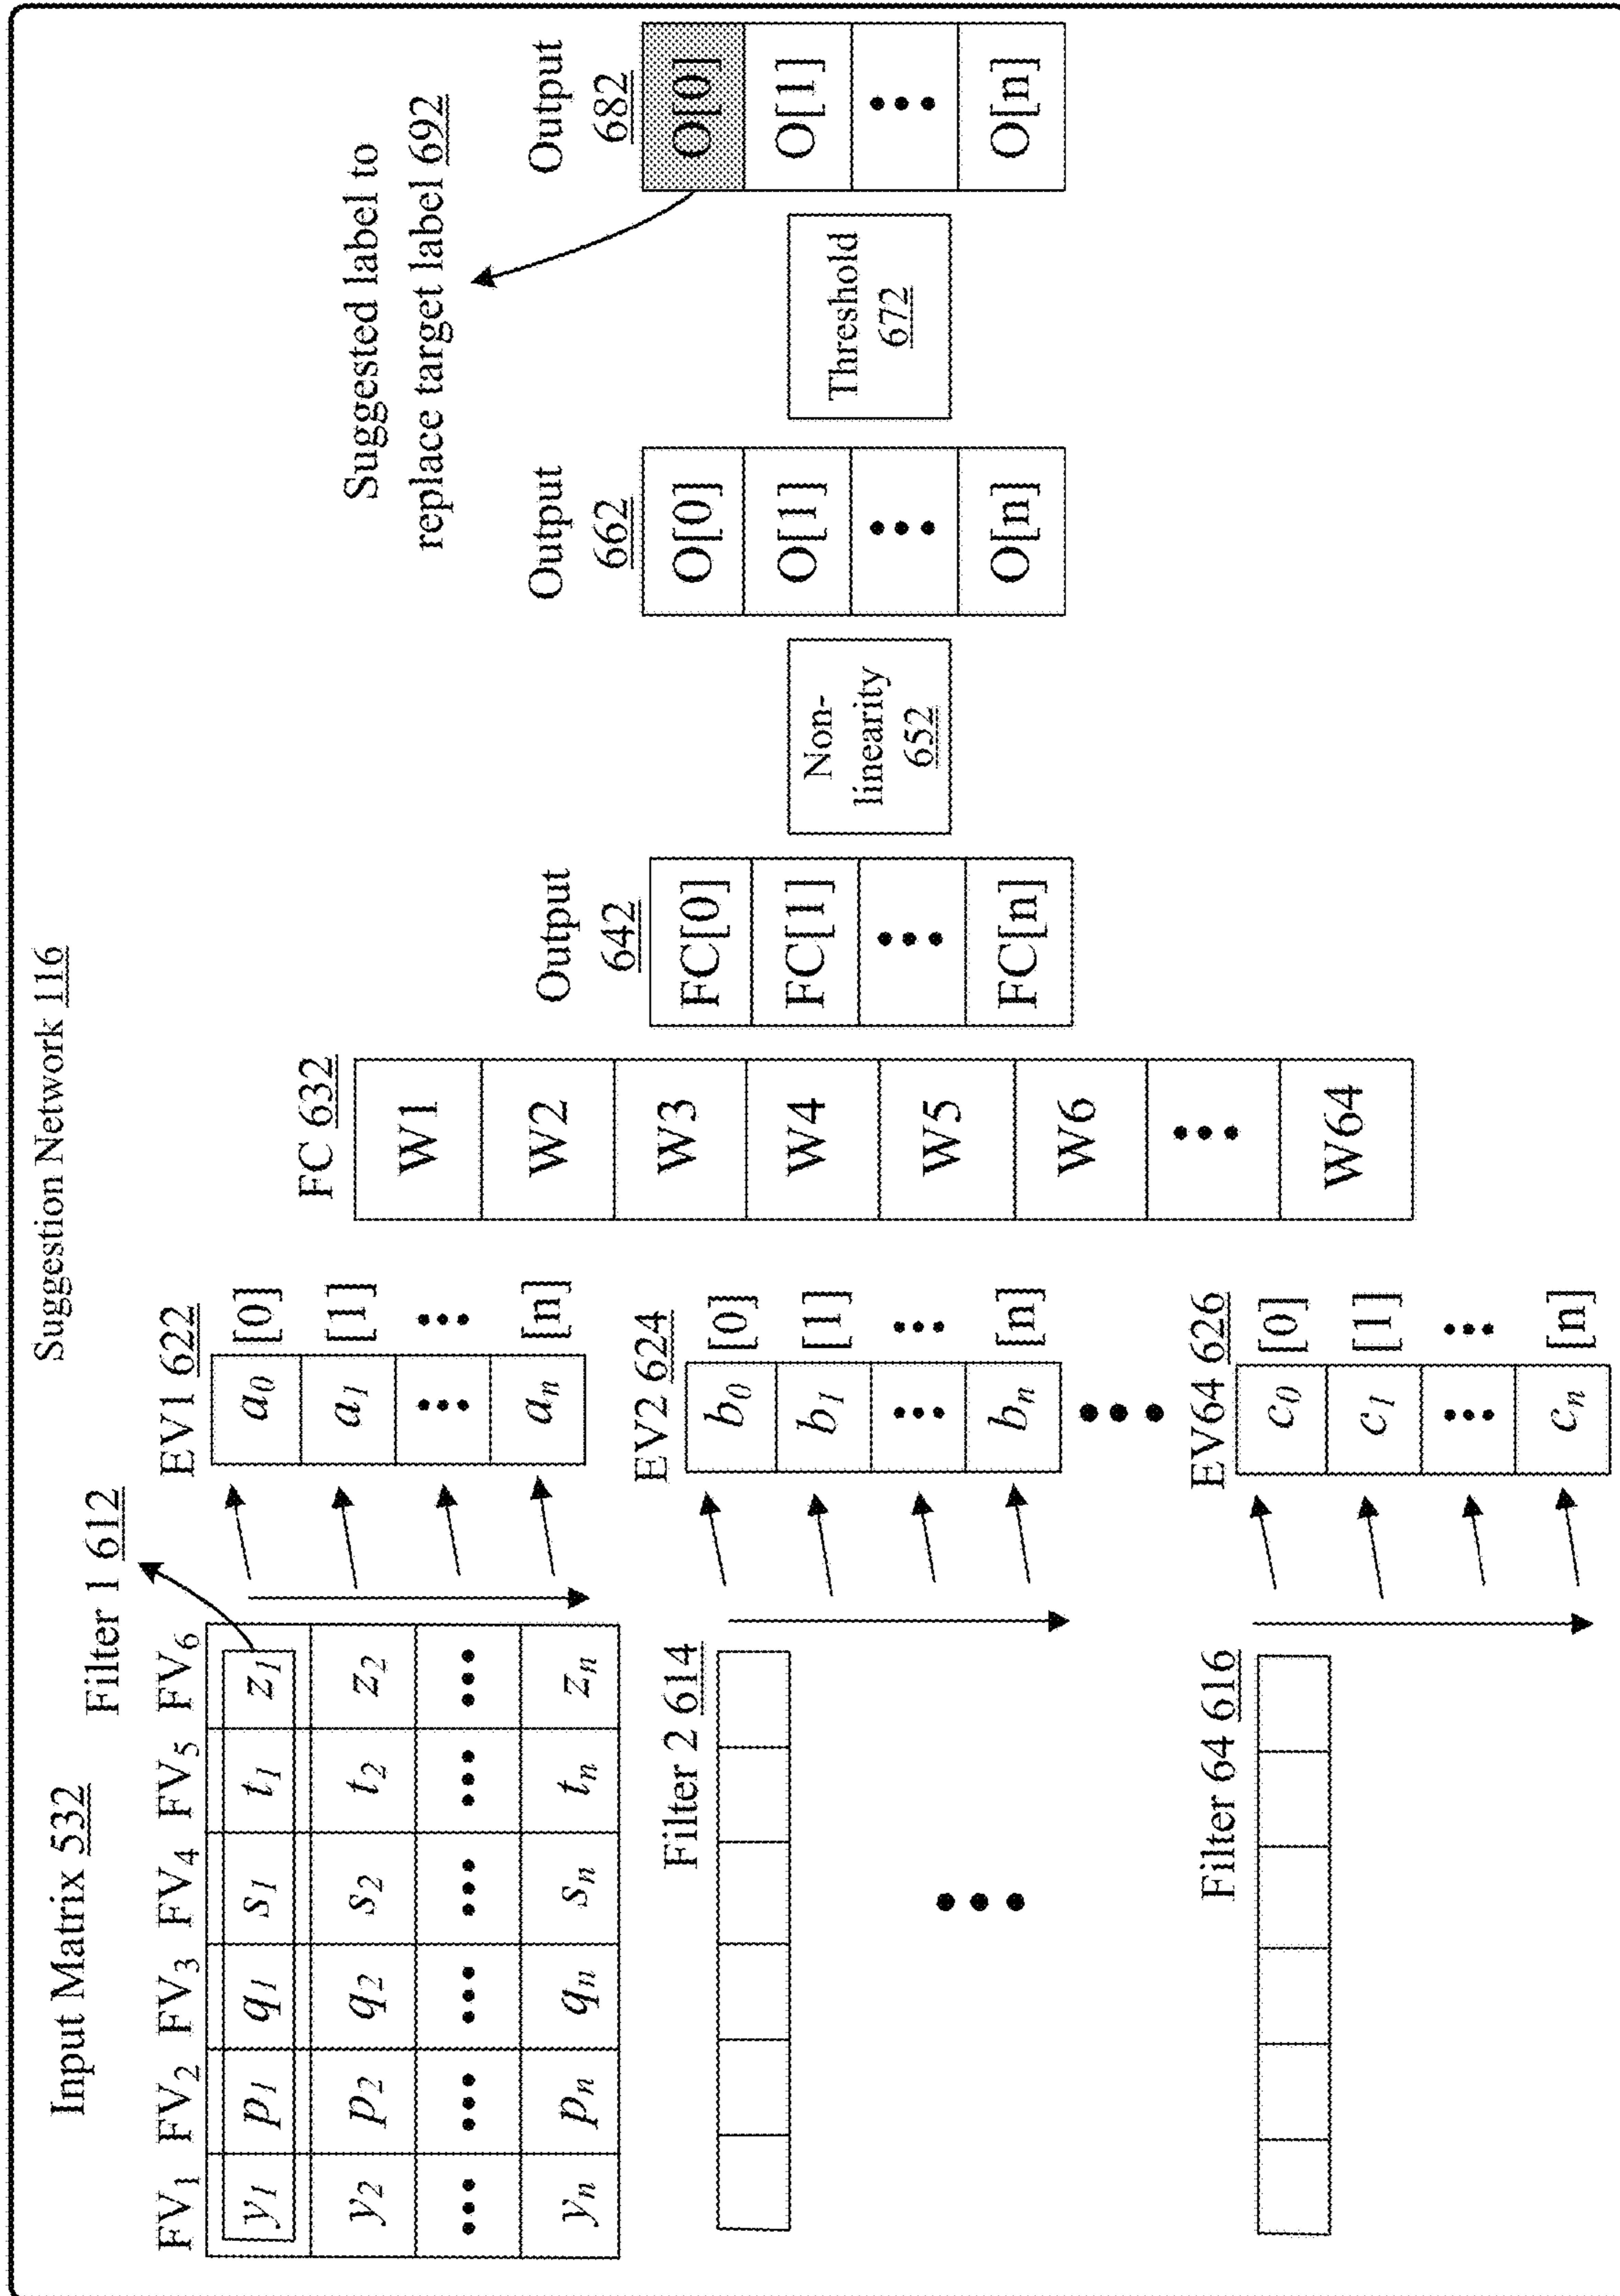 Suggestion Network 116
Input Matrix 532
Filter 1 612
FV1 FV2 FV3 FV4 FV5 FV6
y1 p1 q1 s1 t1 z1
y2 p2 q2 s2 t2 z2
yn pn qn sn tn zn
Filter 2 614
Filter 64 616
EV1 622
a0 [0]
a1 [1]
an [n]
EV2 624
b0 [0]
b1 [1]
bn [n]
EV64 626
c0 [0]
c1 [1]
cn [n]
FC 632
W1
W2
W3
W4
W5
W6
W64
Output
642
FC[0]
FC[1]
FC[n]
Non-
linearity
652
Output
662
O[0]
O[1]
O[n]
Threshold
672
Suggested label to
replace target label 692
Output
682
O[0]
O[1]
O[n]